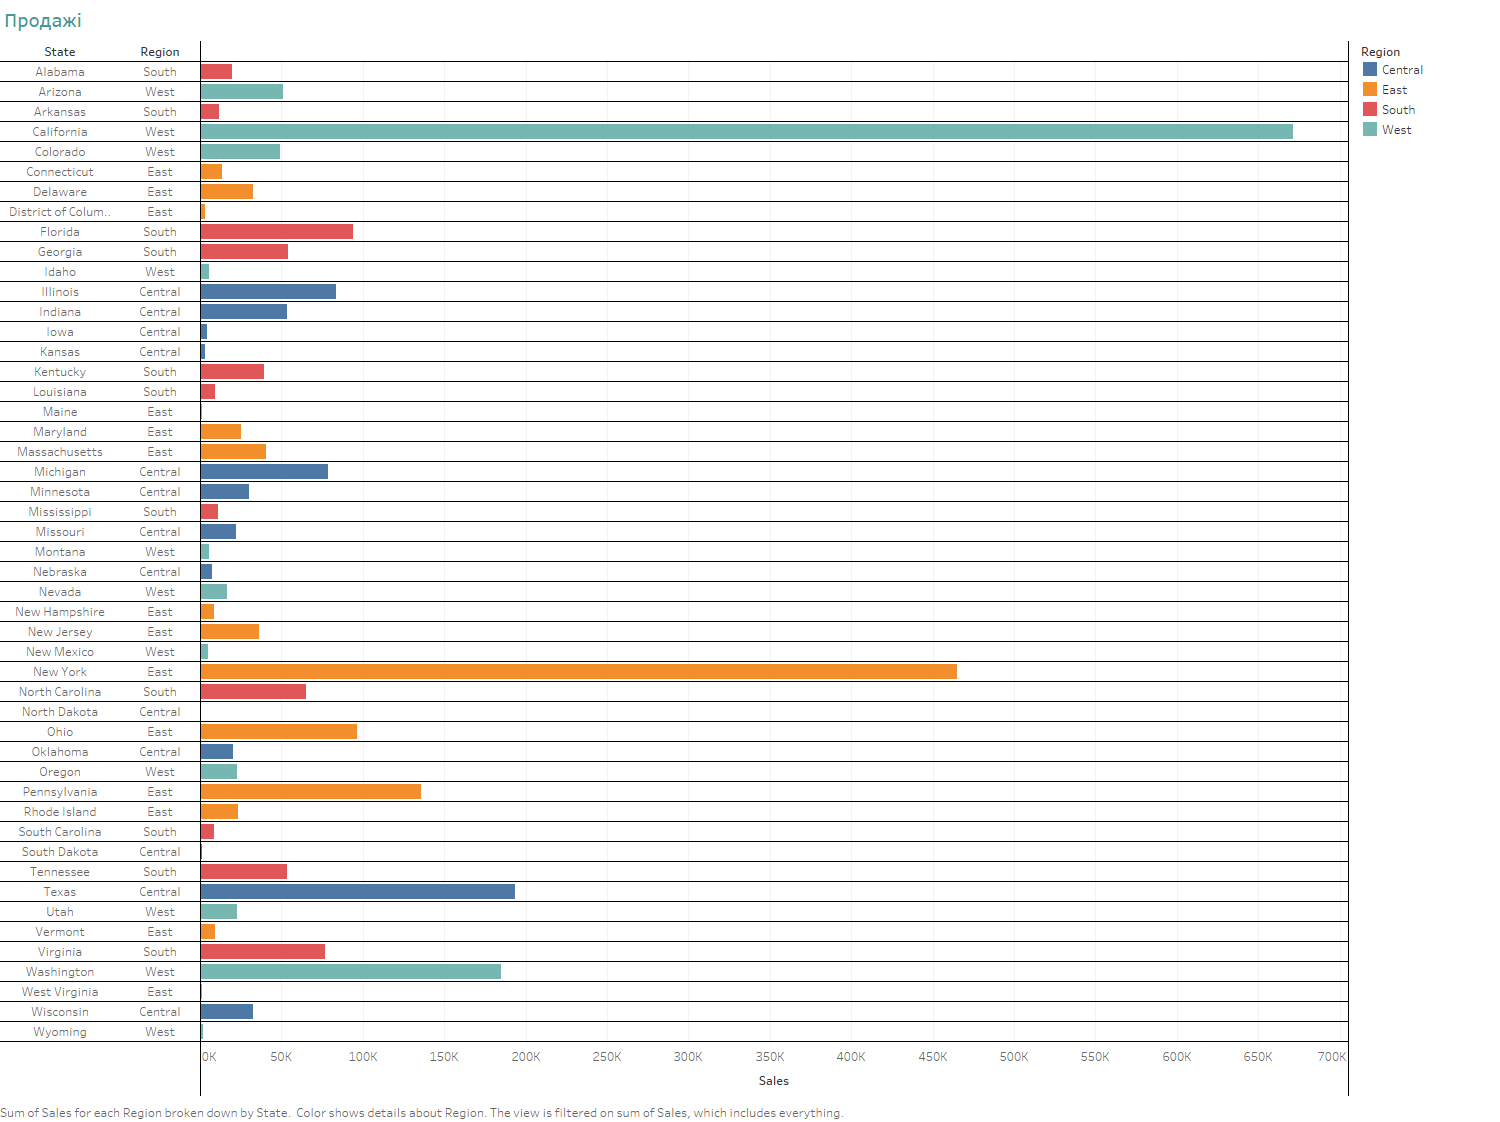 Продажі
State Region
Region
Alabama South
Central
Arizona West
East
Arkansas South
South
California West
West
Colorado West
Connecticut East
Delaware East
District of Colum.. East
Florida South
Georgia South
Idaho West
Illinois Central
Indiana Central
Iowa Central
Kansas Central
Kentucky South
Louisiana South
Maine East
Maryland East
Massachusetts East
Michigan Central
Minnesota Central
Mississippi South
Missouri Central
Montana West
Nebraska Central
Nevada West
New Hampshire East
New Jersey East
New Mexico West
New York East
North Carolina South
North Dakota Central
Ohio East
Oklahoma Central
Oregon West
Pennsylvania East
Rhode Island East
South Carolina South
South Dakota Central
Tennessee South
Texas Central
Utah West
Vermont East
Virginia South
Washington West
West Virginia East
Wisconsin Central
Wyoming West
0K 50K 100K 150K 200K 250K 300K 350K 400K 450K 500K 550K 600K 650K 700K
Sales
Sum of Sales for each Region broken down by State. Color shows details about Region. The view is filtered on sum of Sales, which includes everything.